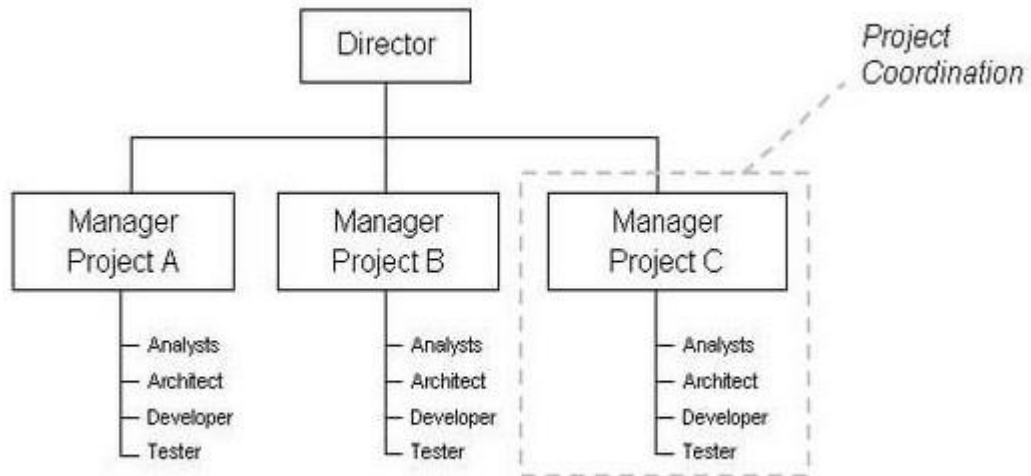 Director
Project
Coordination
Manager
Project A
Manager
Project B
Manager
Project C
Analysts
Architect
Developer
Tester
Analysts
Architect
Developer
Tester
Analysts
Architect
Developer
Tester